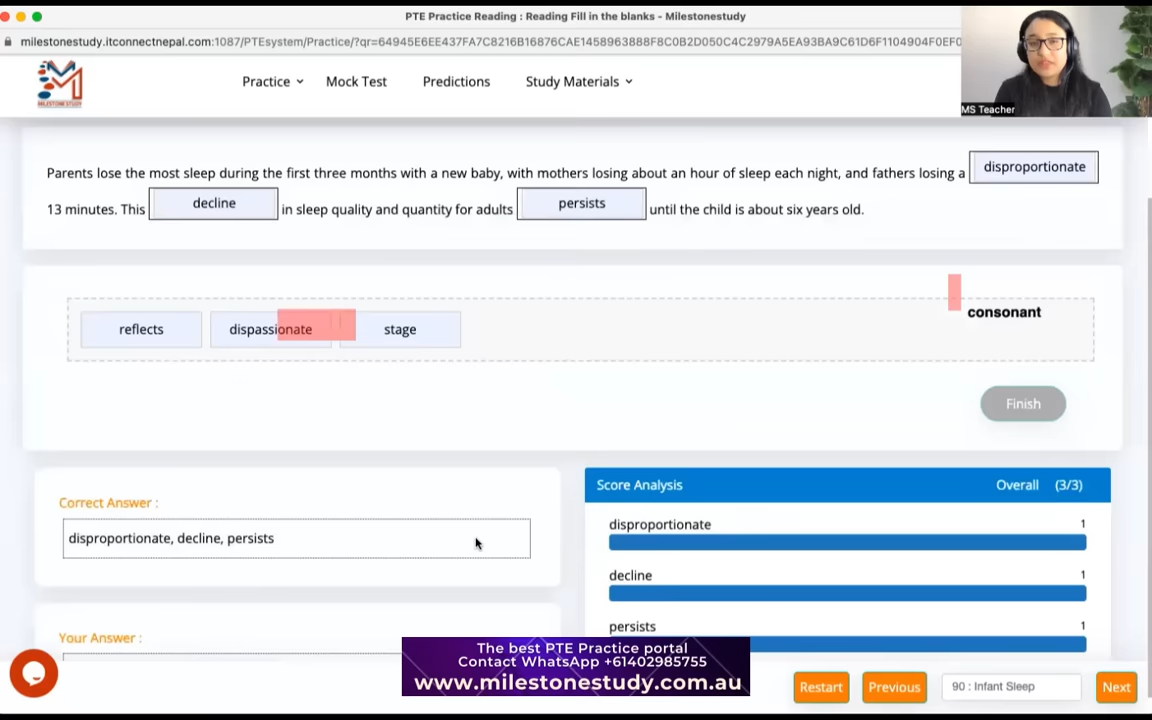 PTE Practice Reading : Reading Fill in the blanks - Milestonestudy
milestonestudy.itconnectnepal.com:1087/PTEsystem/Practice/?qr=64945E6EE437FA7C8216B16876CAE1458963888F8C0B2D050C4C2979A5EA93BA9C61D6F1104904F0EF0
MILESTONE STUDY
Practice Mock Test Predictions Study Materials
MS Teacher
Parents lose the most sleep during the first three months with a new baby, with mothers losing about an hour of sleep each night, and fathers losing a disproportionate
13 minutes. This decline in sleep quality and quantity for adults persists until the child is about six years old.
consonant
reflects dispassionate stage
Finish
Correct Answer :
disproportionate, decline, persists
Score Analysis Overall (3/3)
disproportionate 1
decline 1
persists 1
Your Answer :
The best PTE Practice portal
Contact WhatsApp +61402985755
www.milestonestudy.com.au
Restart Previous 90 : Infant Sleep Next